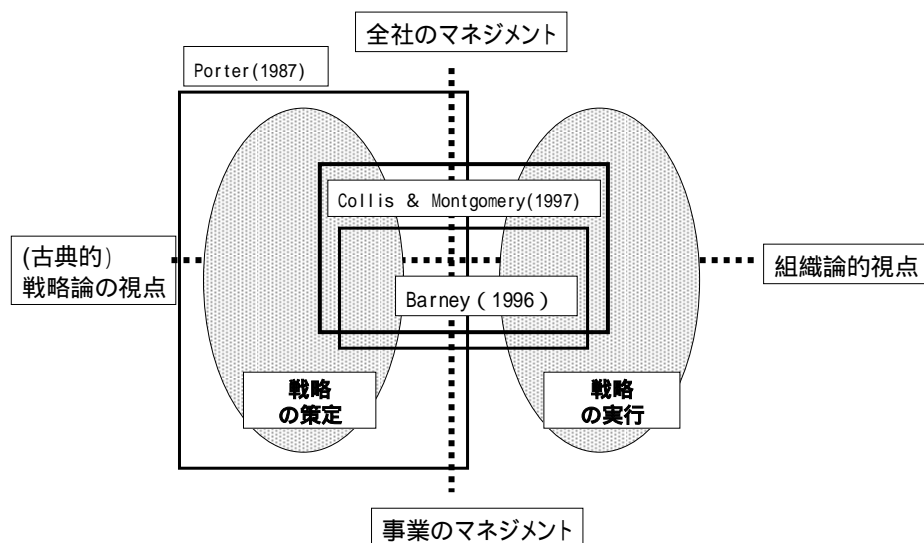 全社のマネジメント
Porter(1987)
Collis & Montgomery(1997)
(古典的)
戦略論の視点
組織論的視点
Barney(1996)
戦略
の策定
戦略
の実行
事業のマネジメント